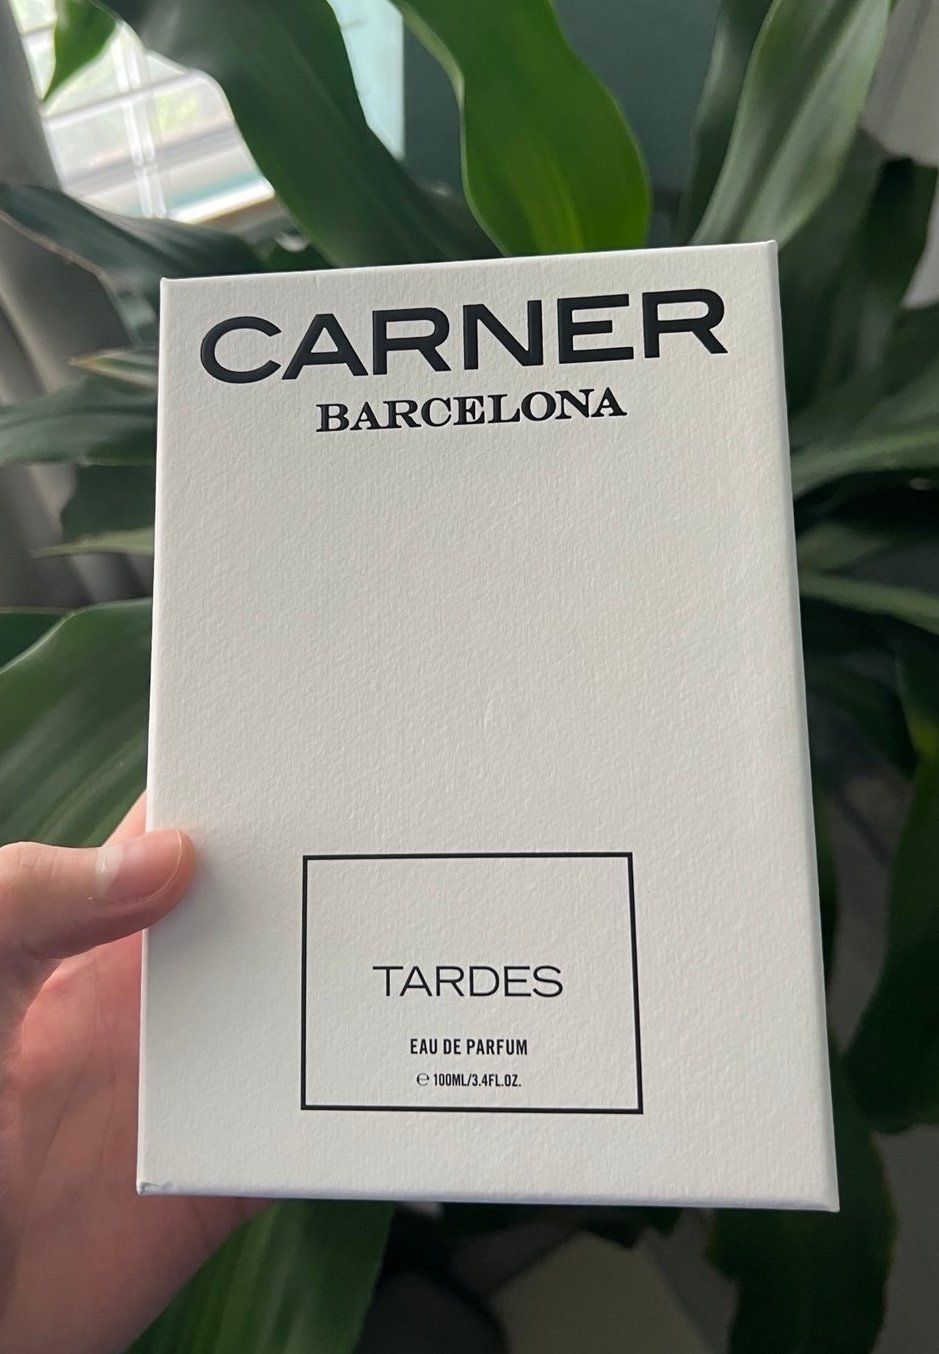 CARNER
BARCELONA
TARDES
EAU DE PARFUM
℮ 100ML/3.4FL.OZ.